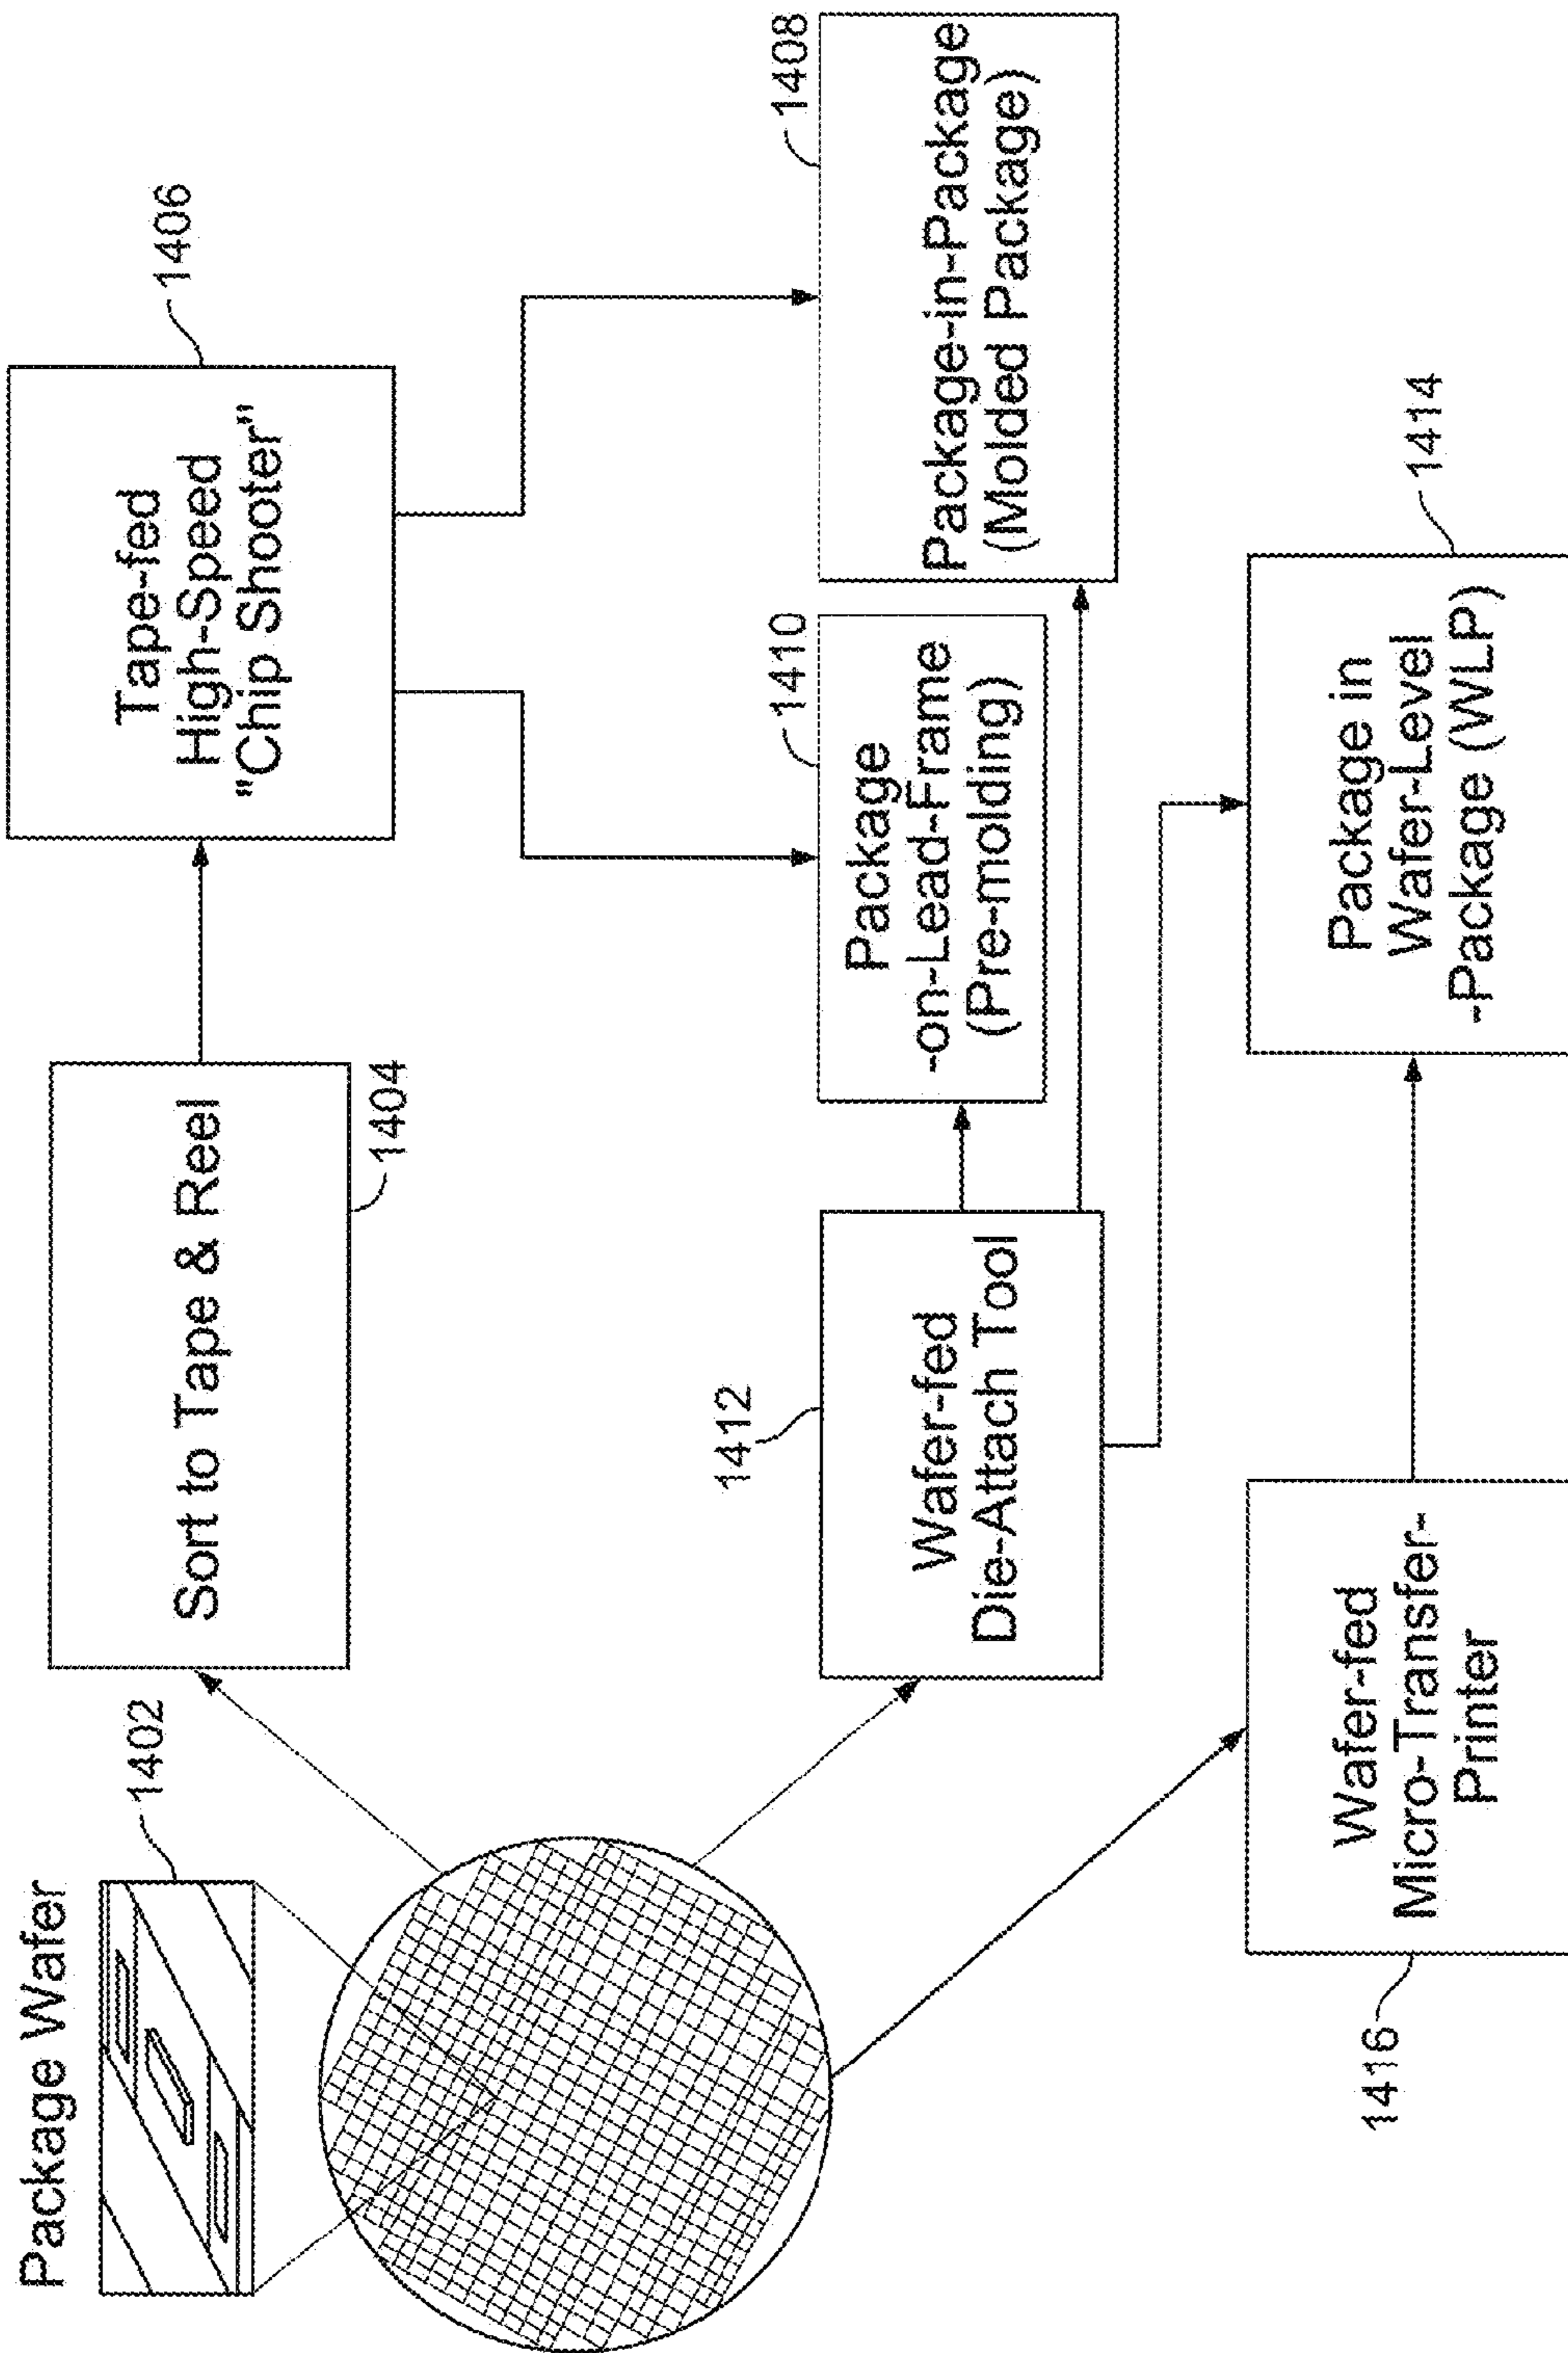 Package Wafer
1402
Sort to Tape & Reel
1404
Tape-fed
High-Speed
"Chip Shooter"
1406
1412
Wafer-fed
Die-Attach Tool
Package
-on-Lead-Frame
(Pre-molding)
1410
Package-in-Package
(Molded Package)
1408
1416
Wafer-fed
Micro-Transfer-
Printer
Package in
Wafer-Level
-Package (WLP)
1414